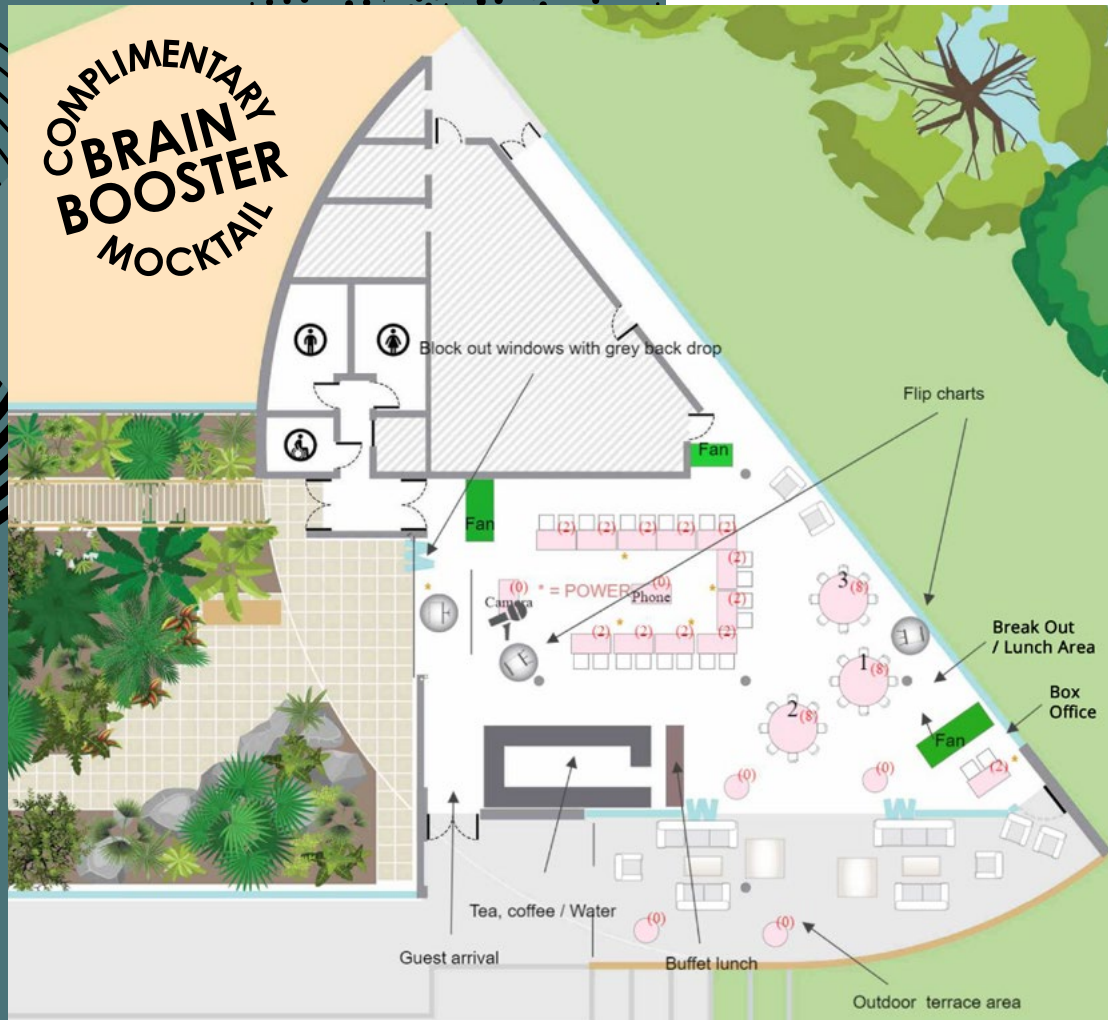 COMPLIMENTARY
BRAIN
BOOSTER
MOCKTAIL
Block out windows with grey back drop
Flip charts
Fan
Fan
(2) (2) (2) (2) (2)
(2)
(0) * = POWER (0)
Camera
Phone
(2)
(2) (2) (2) (2)
3 (8)
1 (8)
2 (8)
Break Out
/ Lunch Area
Box
Office
Fan
(2)
(0) (0)
W
W W
Tea, coffee / Water
(0) (0)
Guest arrival
Buffet lunch
Outdoor terrace area